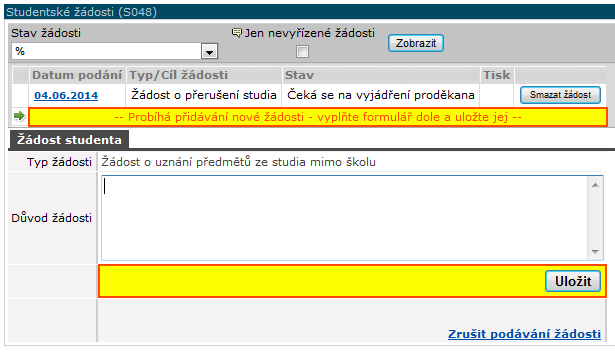 Studentské žádosti (S048)
Stav žádosti
Jen nevyřízené žádosti
%
Zobrazit
Datum podání Typ/Cíl žádosti Stav Tisk
04.06.2014 Žádost o přerušení studia Čeká se na vyjádření proděkana Smazat žádost
-- Probíhá přidávání nové žádosti - vyplňte formulář dole a uložte jej --
Žádost studenta
Typ žádosti Žádost o uznání předmětů ze studia mimo školu
Důvod žádosti
Uložit
Zrušit podávání žádosti